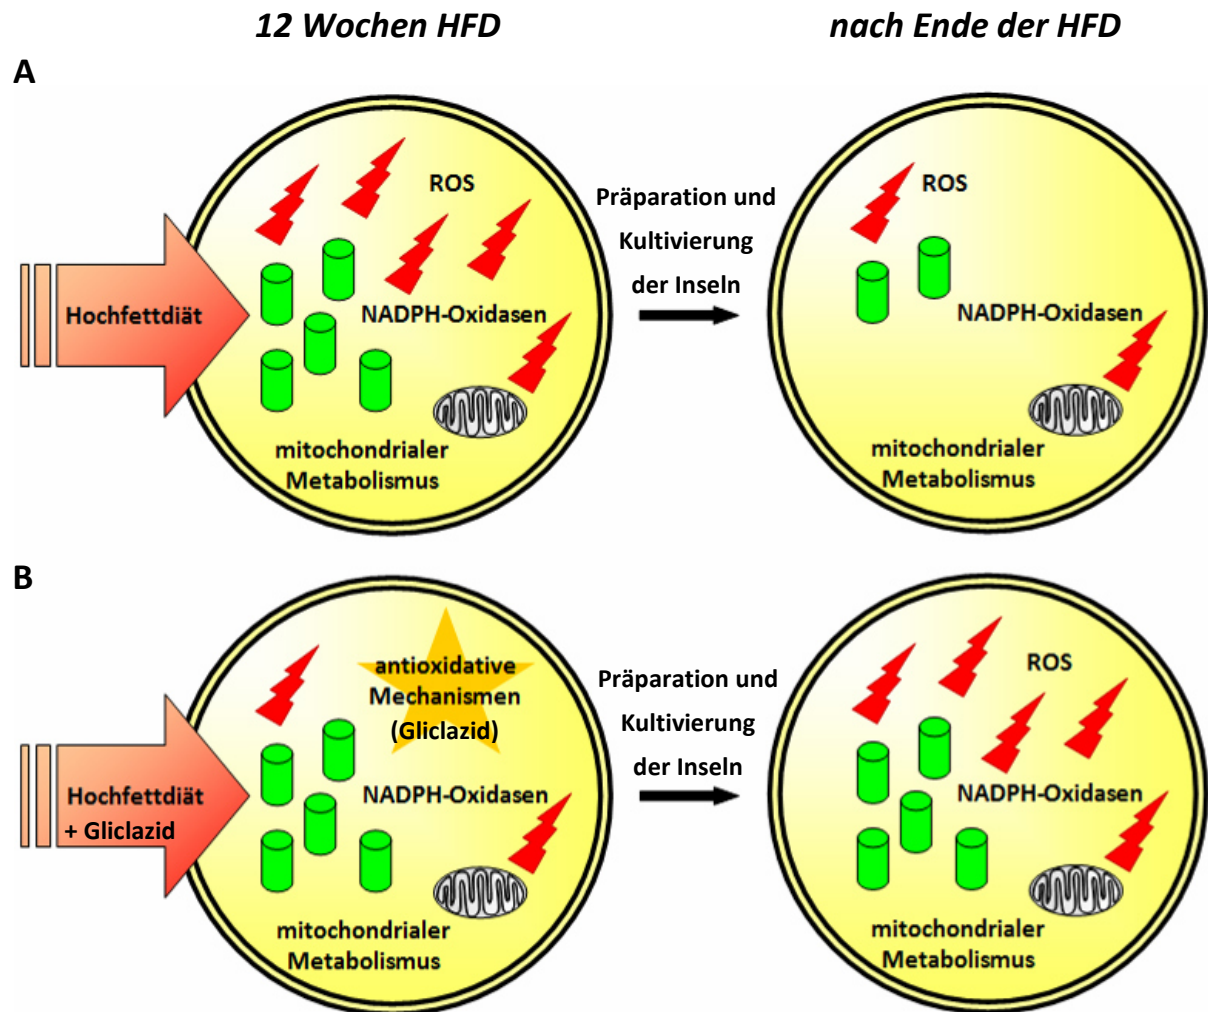 12 Wochen HFD
nach Ende der HFD
A
Hochfettdiät
ROS
NADPH-Oxidasen
mitochondrialer
Metabolismus
Präparation und
Kultivierung
der Inseln
ROS
NADPH-Oxidasen
mitochondrialer
Metabolismus
B
Hochfettdiät
+ Gliclazid
antioxidative
Mechanismen
(Gliclazid)
NADPH-Oxidasen
mitochondrialer
Metabolismus
Präparation und
Kultivierung
der Inseln
ROS
NADPH-Oxidasen
mitochondrialer
Metabolismus